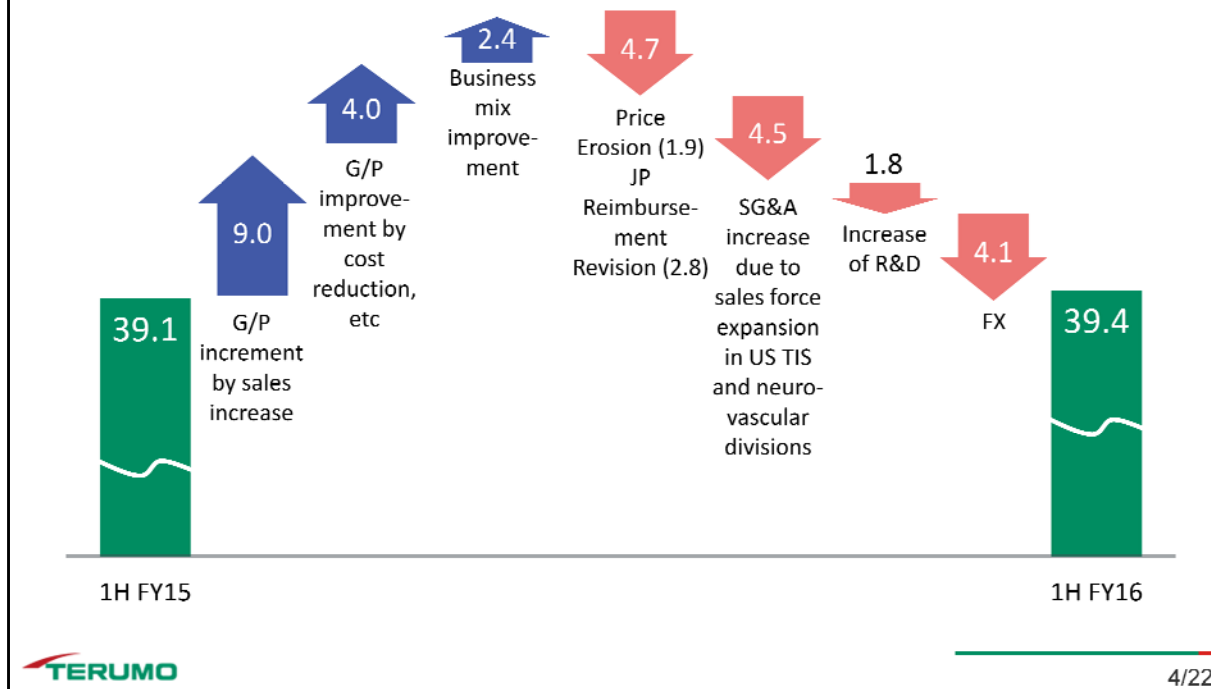 2.4
Business
mix
improve-
ment
4.7
Price
Erosion (1.9)
JP
Reimburse-
ment
Revision (2.8)
4.0
G/P
improve-
ment by
cost
reduction,
etc
4.5
SG&A
increase
due to
sales force
expansion
in US TIS
and neuro-
vascular
divisions
1.8
Increase
of R&D
9.0
G/P
increment
by sales
increase
4.1
FX
39.1
39.4
1H FY15
1H FY16
TERUMO
4/22